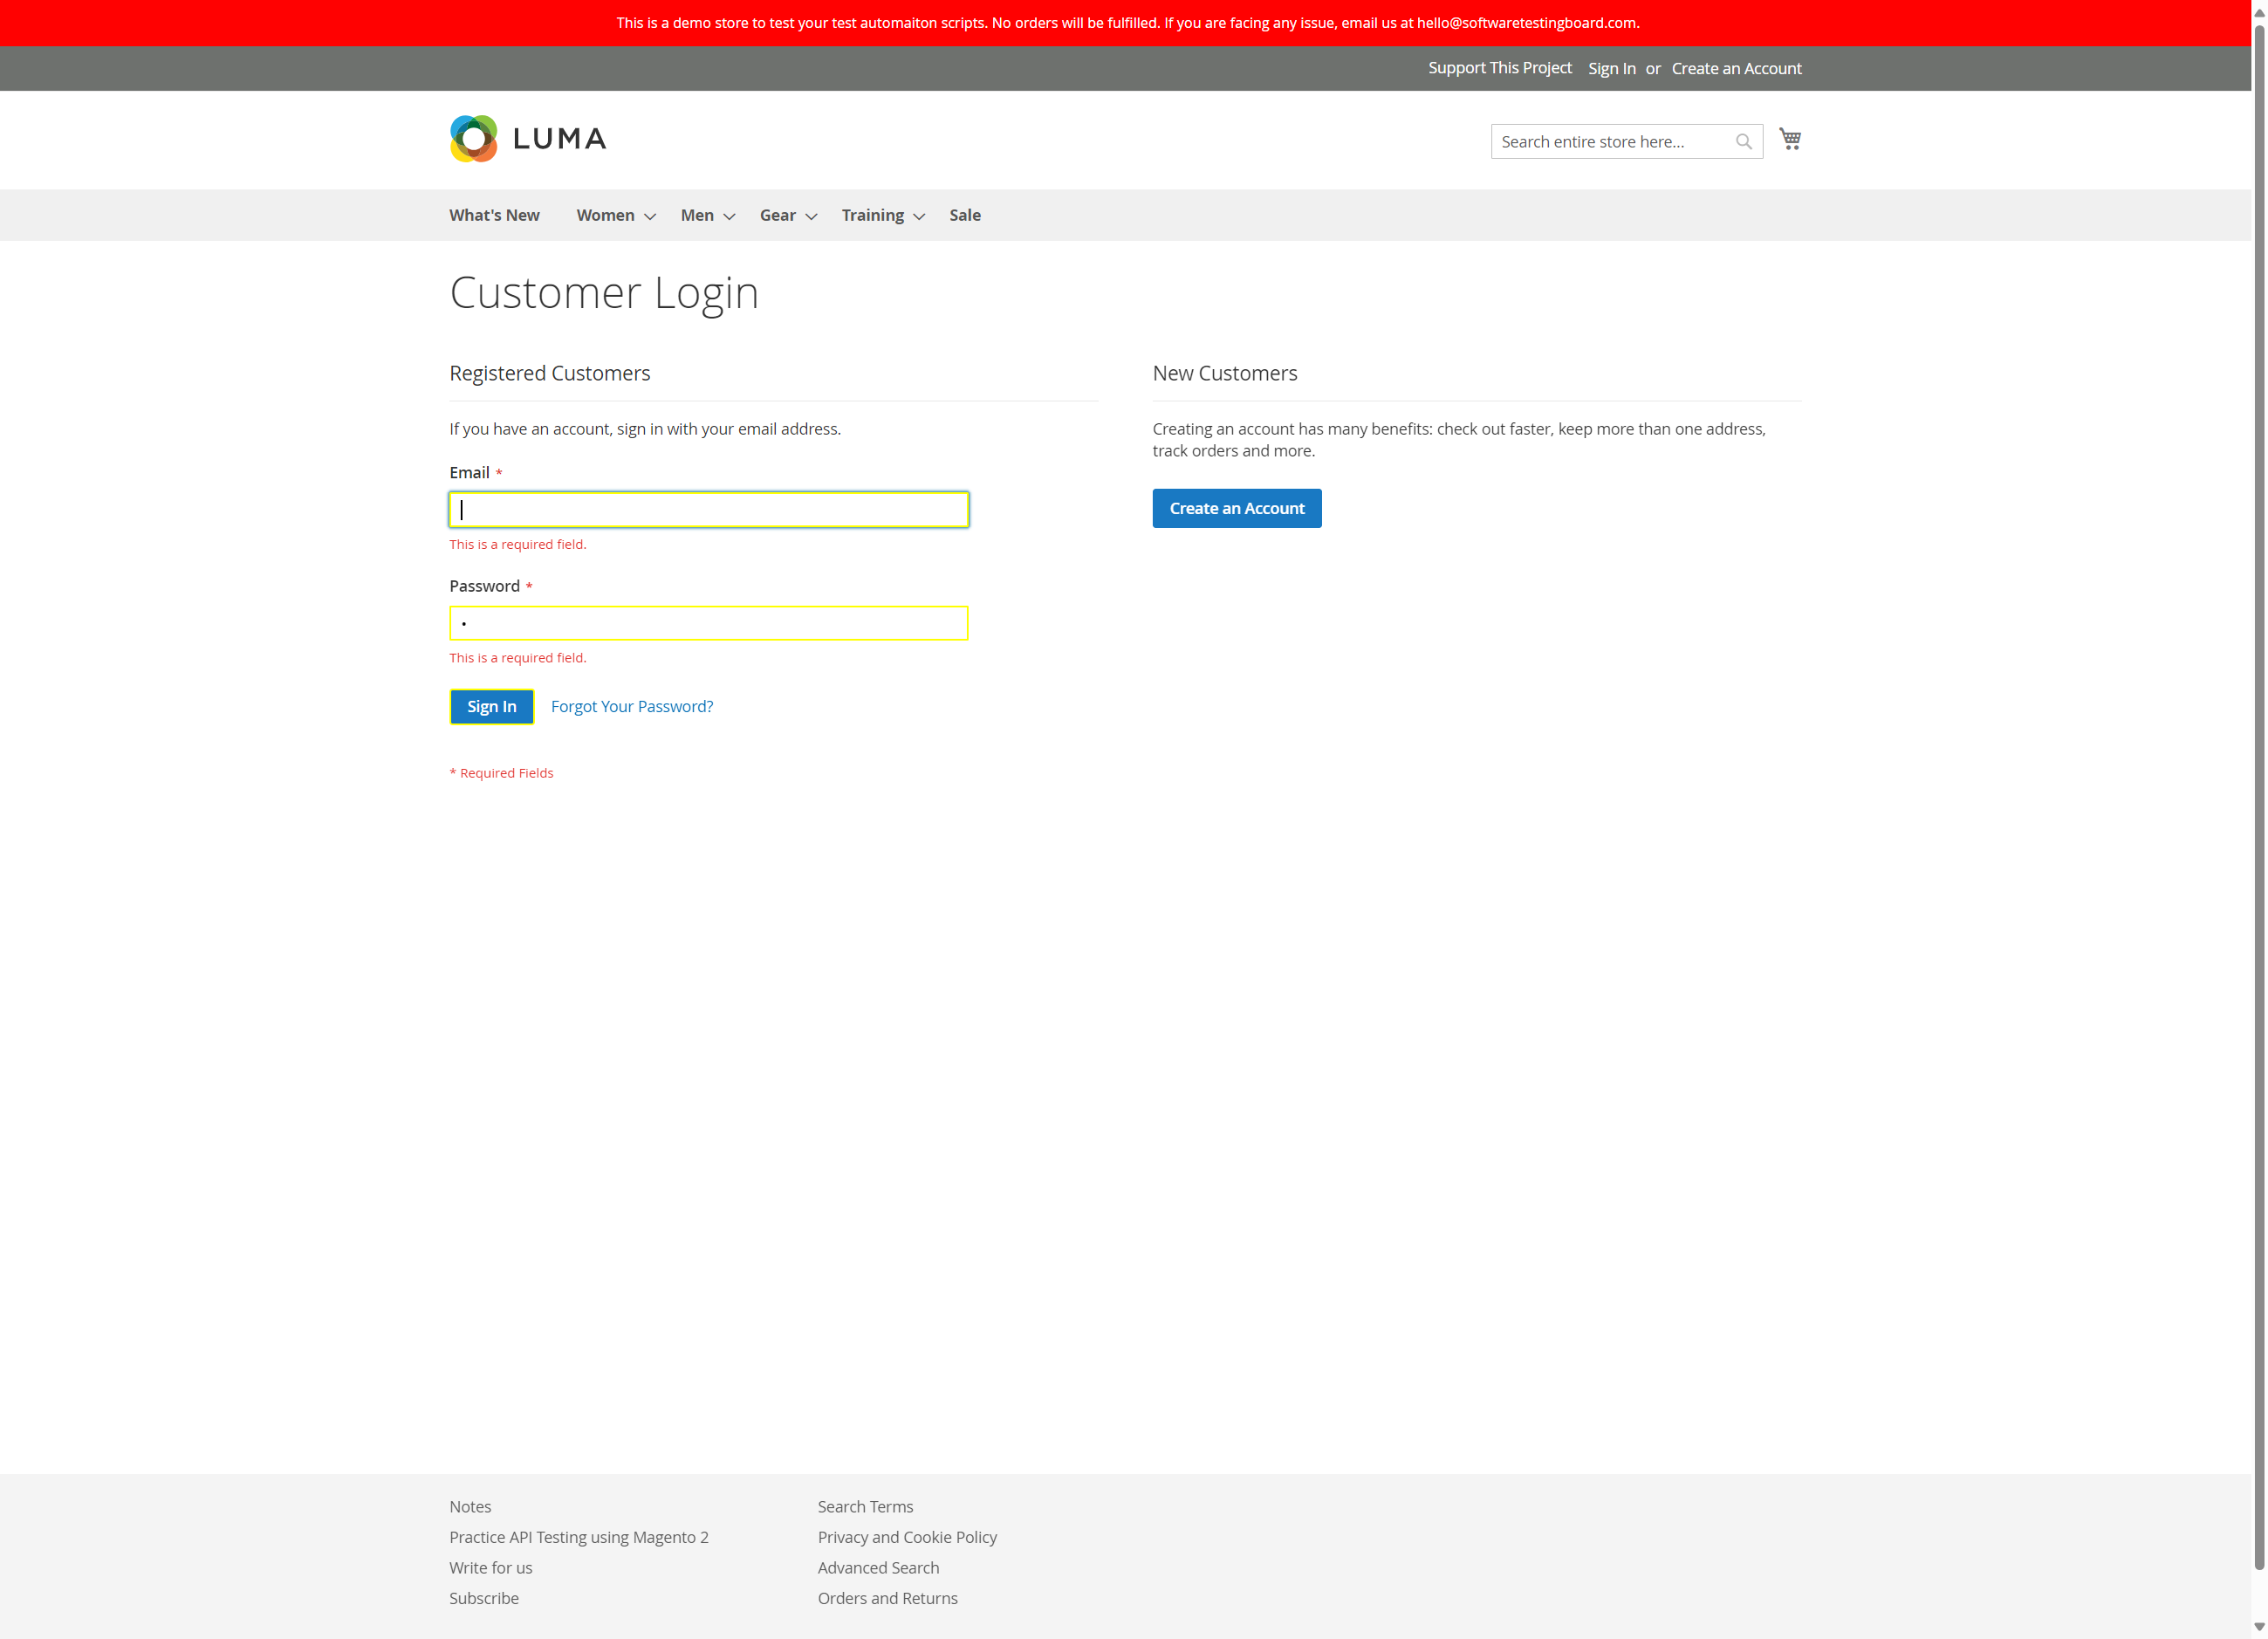 This is a demo store to test your test automaiton scripts. No orders will be fulfilled. If you are facing any issue, email us at hello@softwaretestingboard.com.
Support This Project Sign In or Create an Account
LUMA
Search entire store here...
What's New Women Men Gear Training Sale
Customer Login
Registered Customers
If you have an account, sign in with your email address.
Email *
This is a required field.
Password *
•
This is a required field.
Sign In Forgot Your Password?
* Required Fields
New Customers
Creating an account has many benefits: check out faster, keep more than one address,
track orders and more.
Create an Account
Notes
Practice API Testing using Magento 2
Write for us
Subscribe
Search Terms
Privacy and Cookie Policy
Advanced Search
Orders and Returns